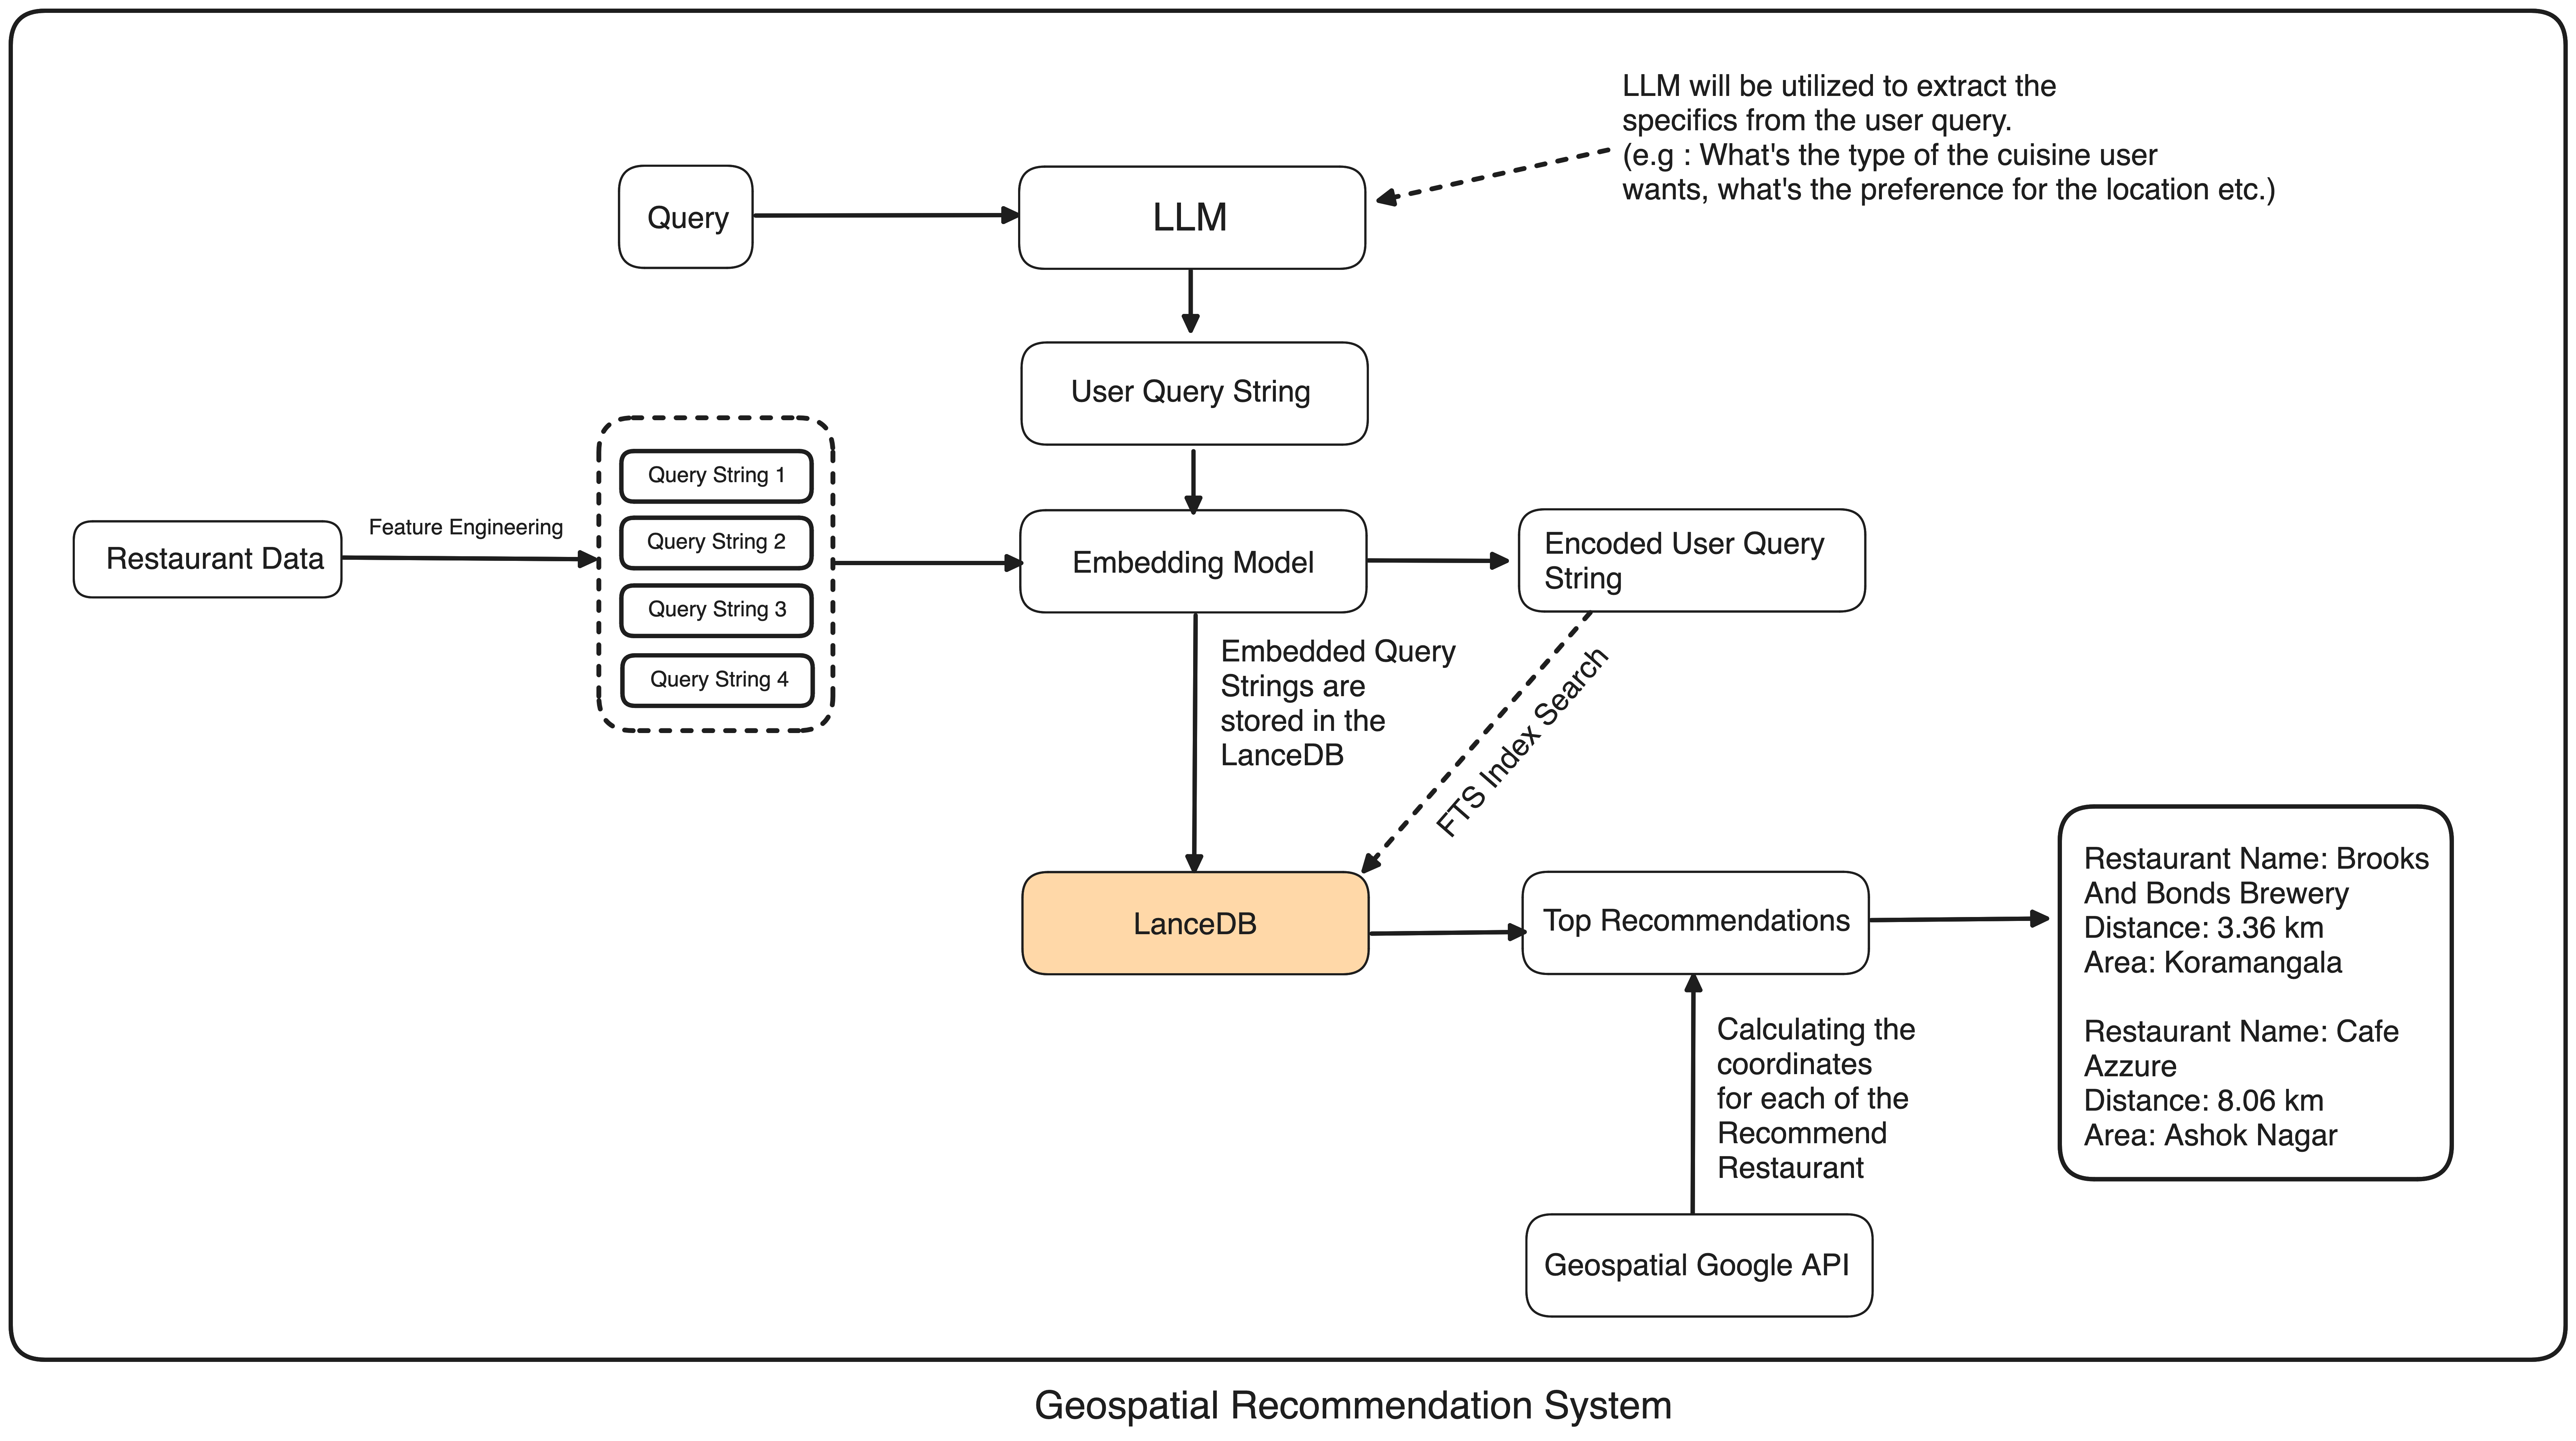 LLM will be utilized to extract the
specifics from the user query.
(e.g : What's the type of the cuisine user
wants, what's the preference for the location etc.)
Query
LLM
User Query String
Query String 1
Query String 2
Query String 3
Query String 4
Restaurant Data
Feature Engineering
Embedding Model
Encoded User Query
String
Embedded Query
Strings are
stored in the
LanceDB
FTS Index Search
LanceDB
Top Recommendations
Restaurant Name: Brooks
And Bonds Brewery
Distance: 3.36 km
Area: Koramangala
Restaurant Name: Cafe
Azzure
Distance: 8.06 km
Area: Ashok Nagar
Calculating the
coordinates
for each of the
Recommend
Restaurant
Geospatial Google API
Geospatial Recommendation System